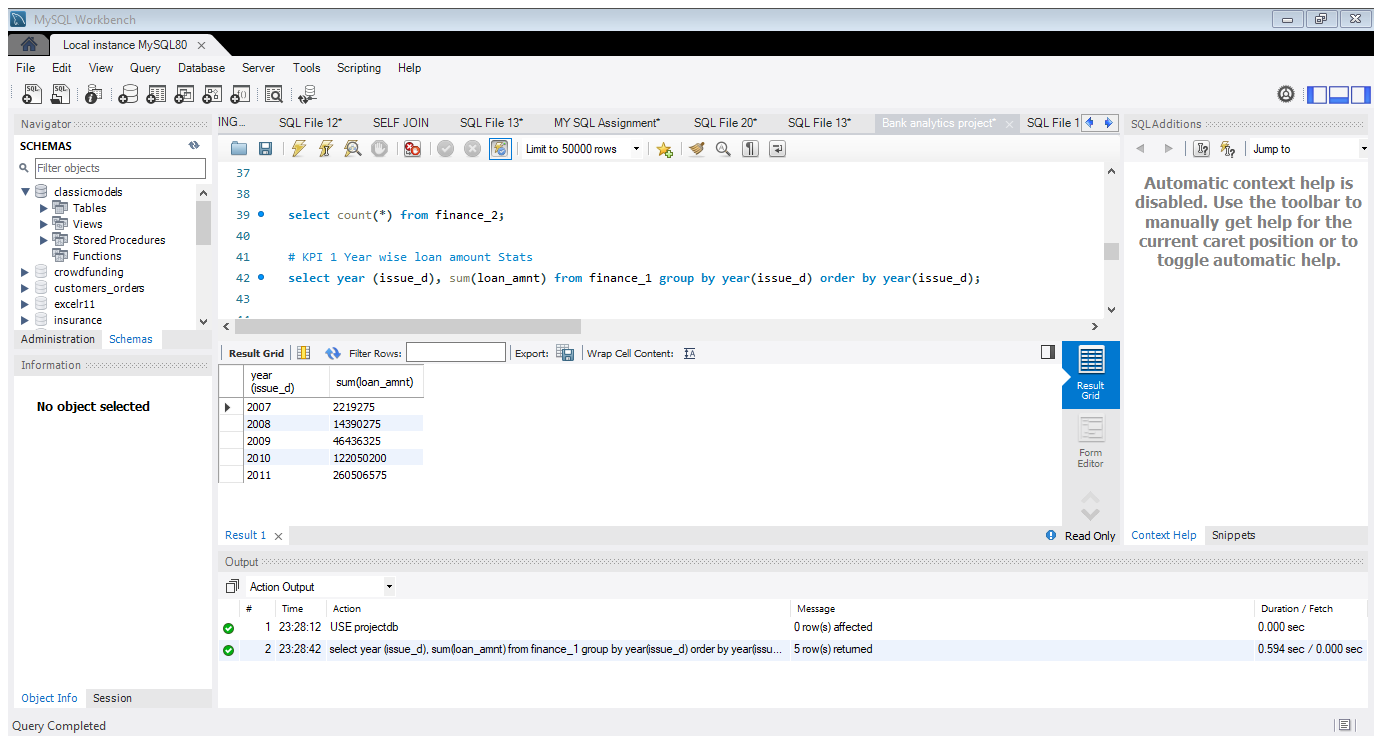 MySQL Workbench
Local instance MySQL80
File Edit View Query Database Server Tools Scripting Help
Navigator
SCHEMAS
Filter objects
classicmodels
Tables
Views
Stored Procedures
Functions
crowdfunding
customers_orders
excelr11
insurance
Administration Schemas
Information
No object selected
Object Info Session
ING... SQL File 12* SELF JOIN SQL File 13* MY SQL Assignment* SQL File 20* SQL File 13* Bank analytics project* SQL File 1
Limit to 50000 rows
37
38
39 select count(*) from finance_2;
40
41 # KPI 1 Year wise loan amount Stats
42 select year (issue_d), sum(loan_amnt) from finance_1 group by year(issue_d) order by year(issue_d);
43
Result Grid Filter Rows: Export: Wrap Cell Content:
year
(issue_d) sum(loan_amnt)
2007 2219275
2008 14390275
2009 46436325
2010 122050200
2011 260506575
Result
Grid
Form
Editor
Result 1 Read Only
SQLAdditions
Jump to
Automatic context help is
disabled. Use the toolbar to
manually get help for the
current caret position or to
toggle automatic help.
Context Help Snippets
Output
Action Output
# Time Action Message Duration / Fetch
1 23:28:12 USE projectdb 0 row(s) affected 0.000 sec
2 23:28:42 select year (issue_d), sum(loan_amnt) from finance_1 group by year(issue_d) order by year(issu... 5 row(s) returned 0.594 sec / 0.000 sec
Query Completed